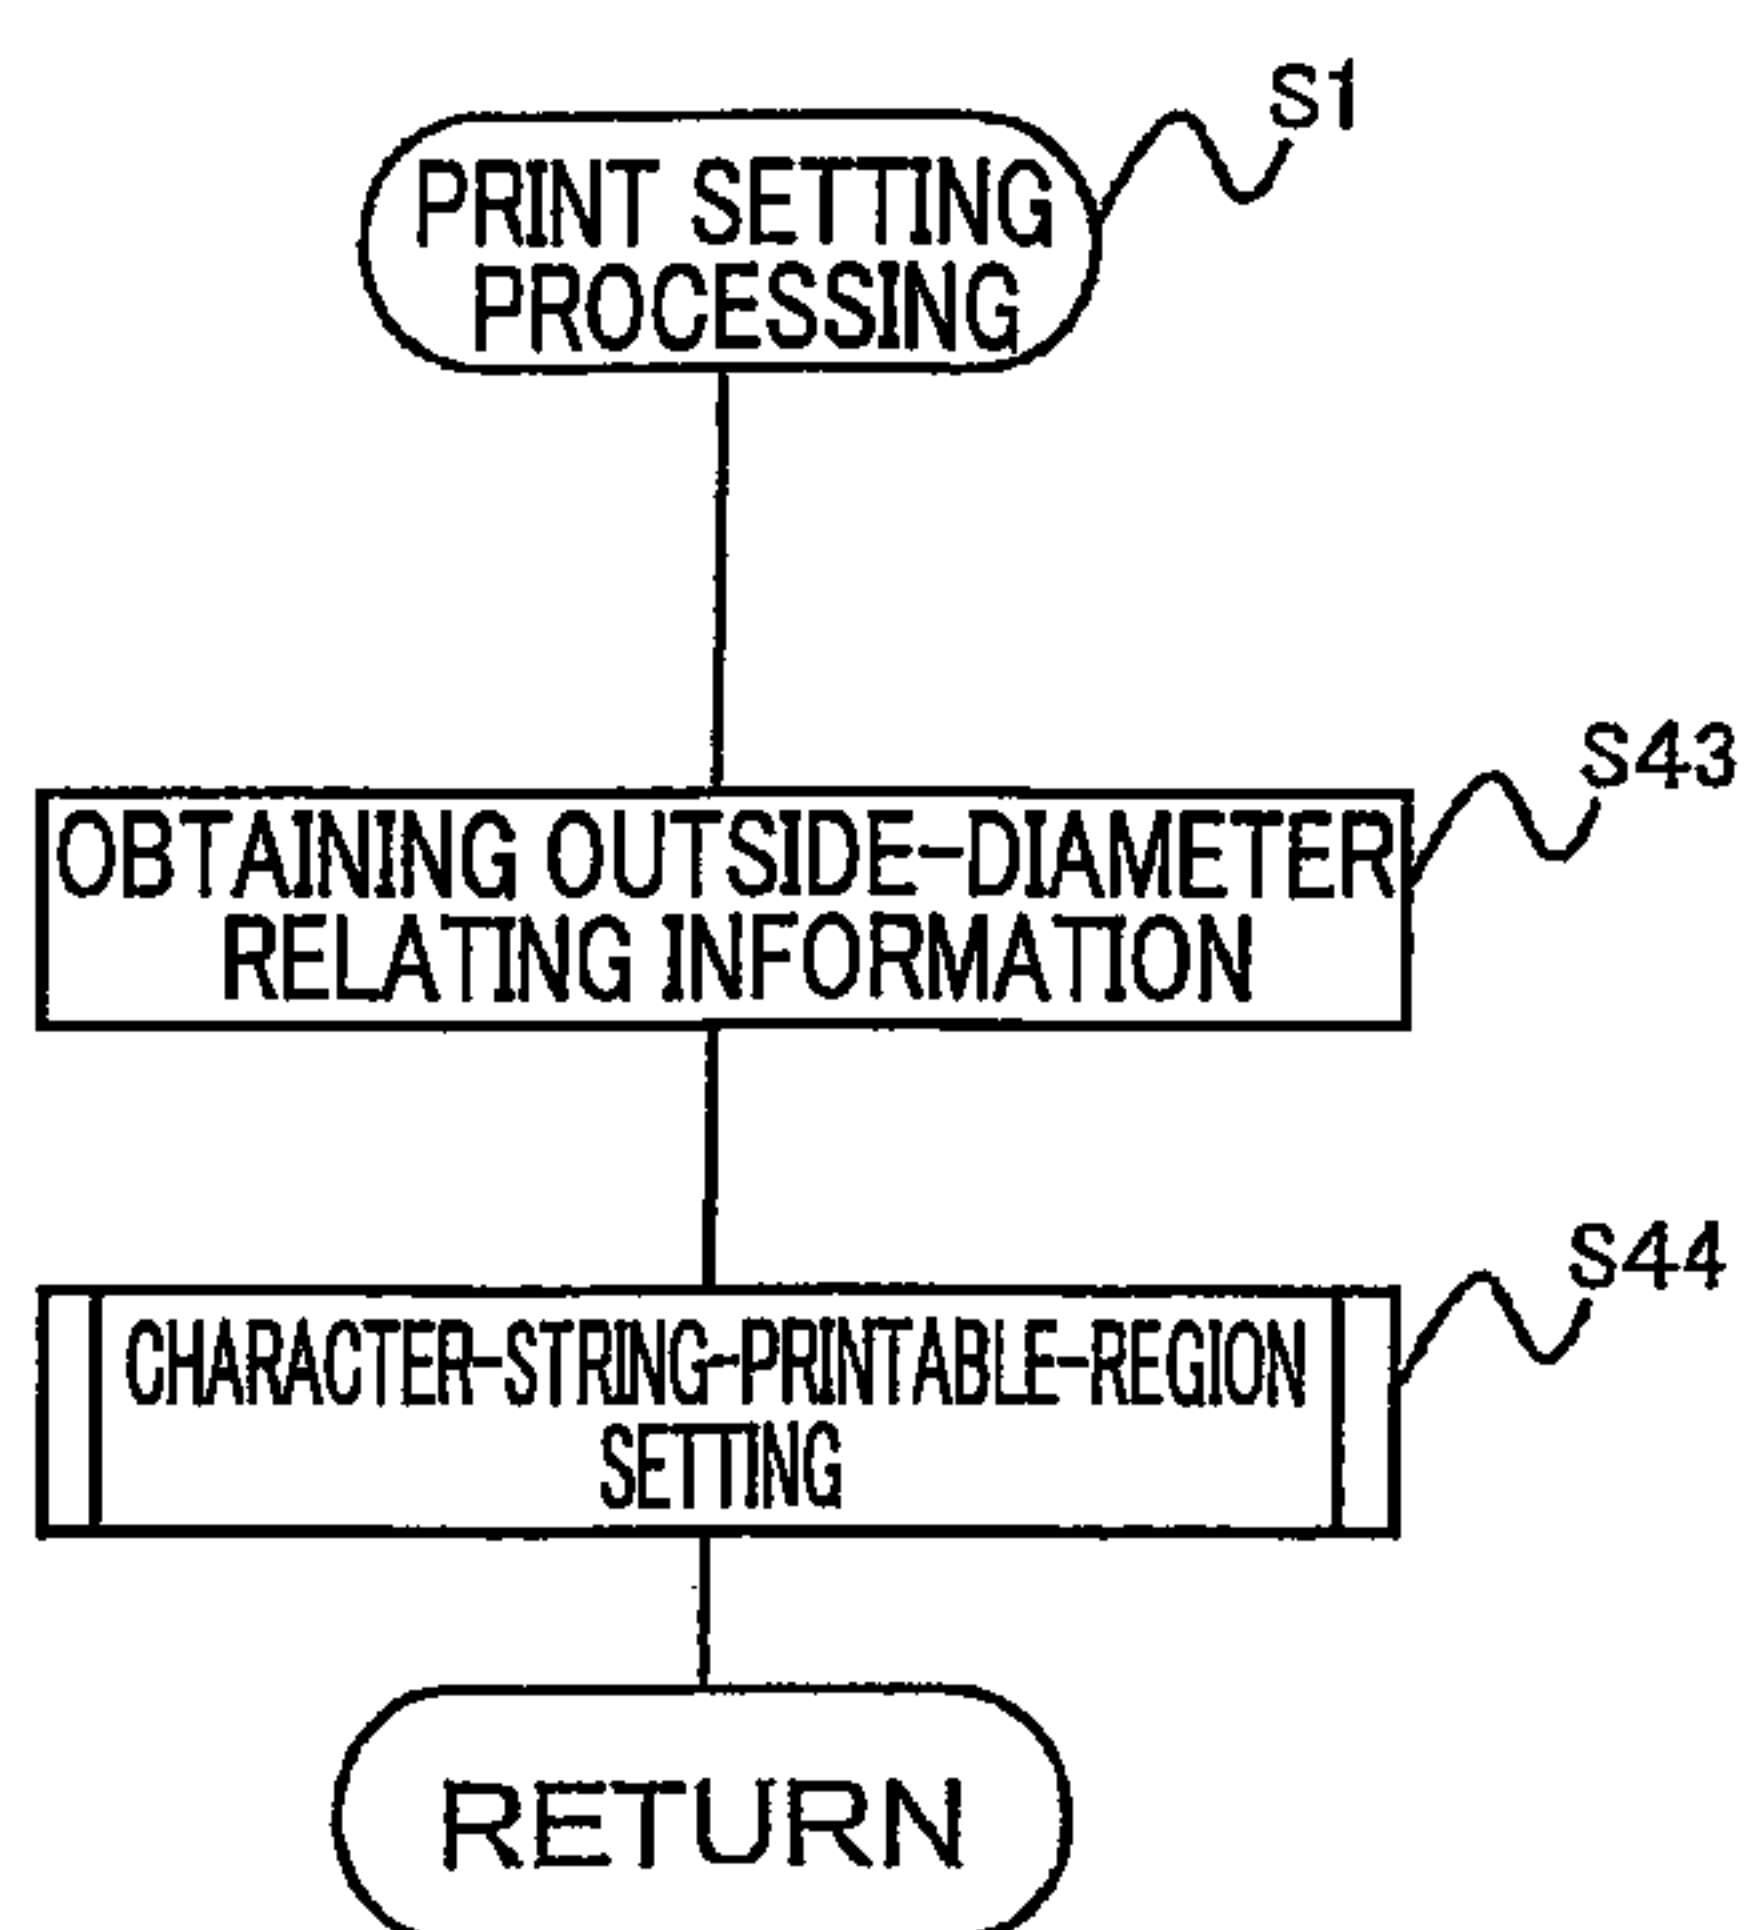 S1
PRINT SETTING
PROCESSING
S43
OBTAINING OUTSIDE-DIAMETER
RELATING INFORMATION
S44
CHARACTER-STRING-PRINTABLE-REGION
SETTING
RETURN